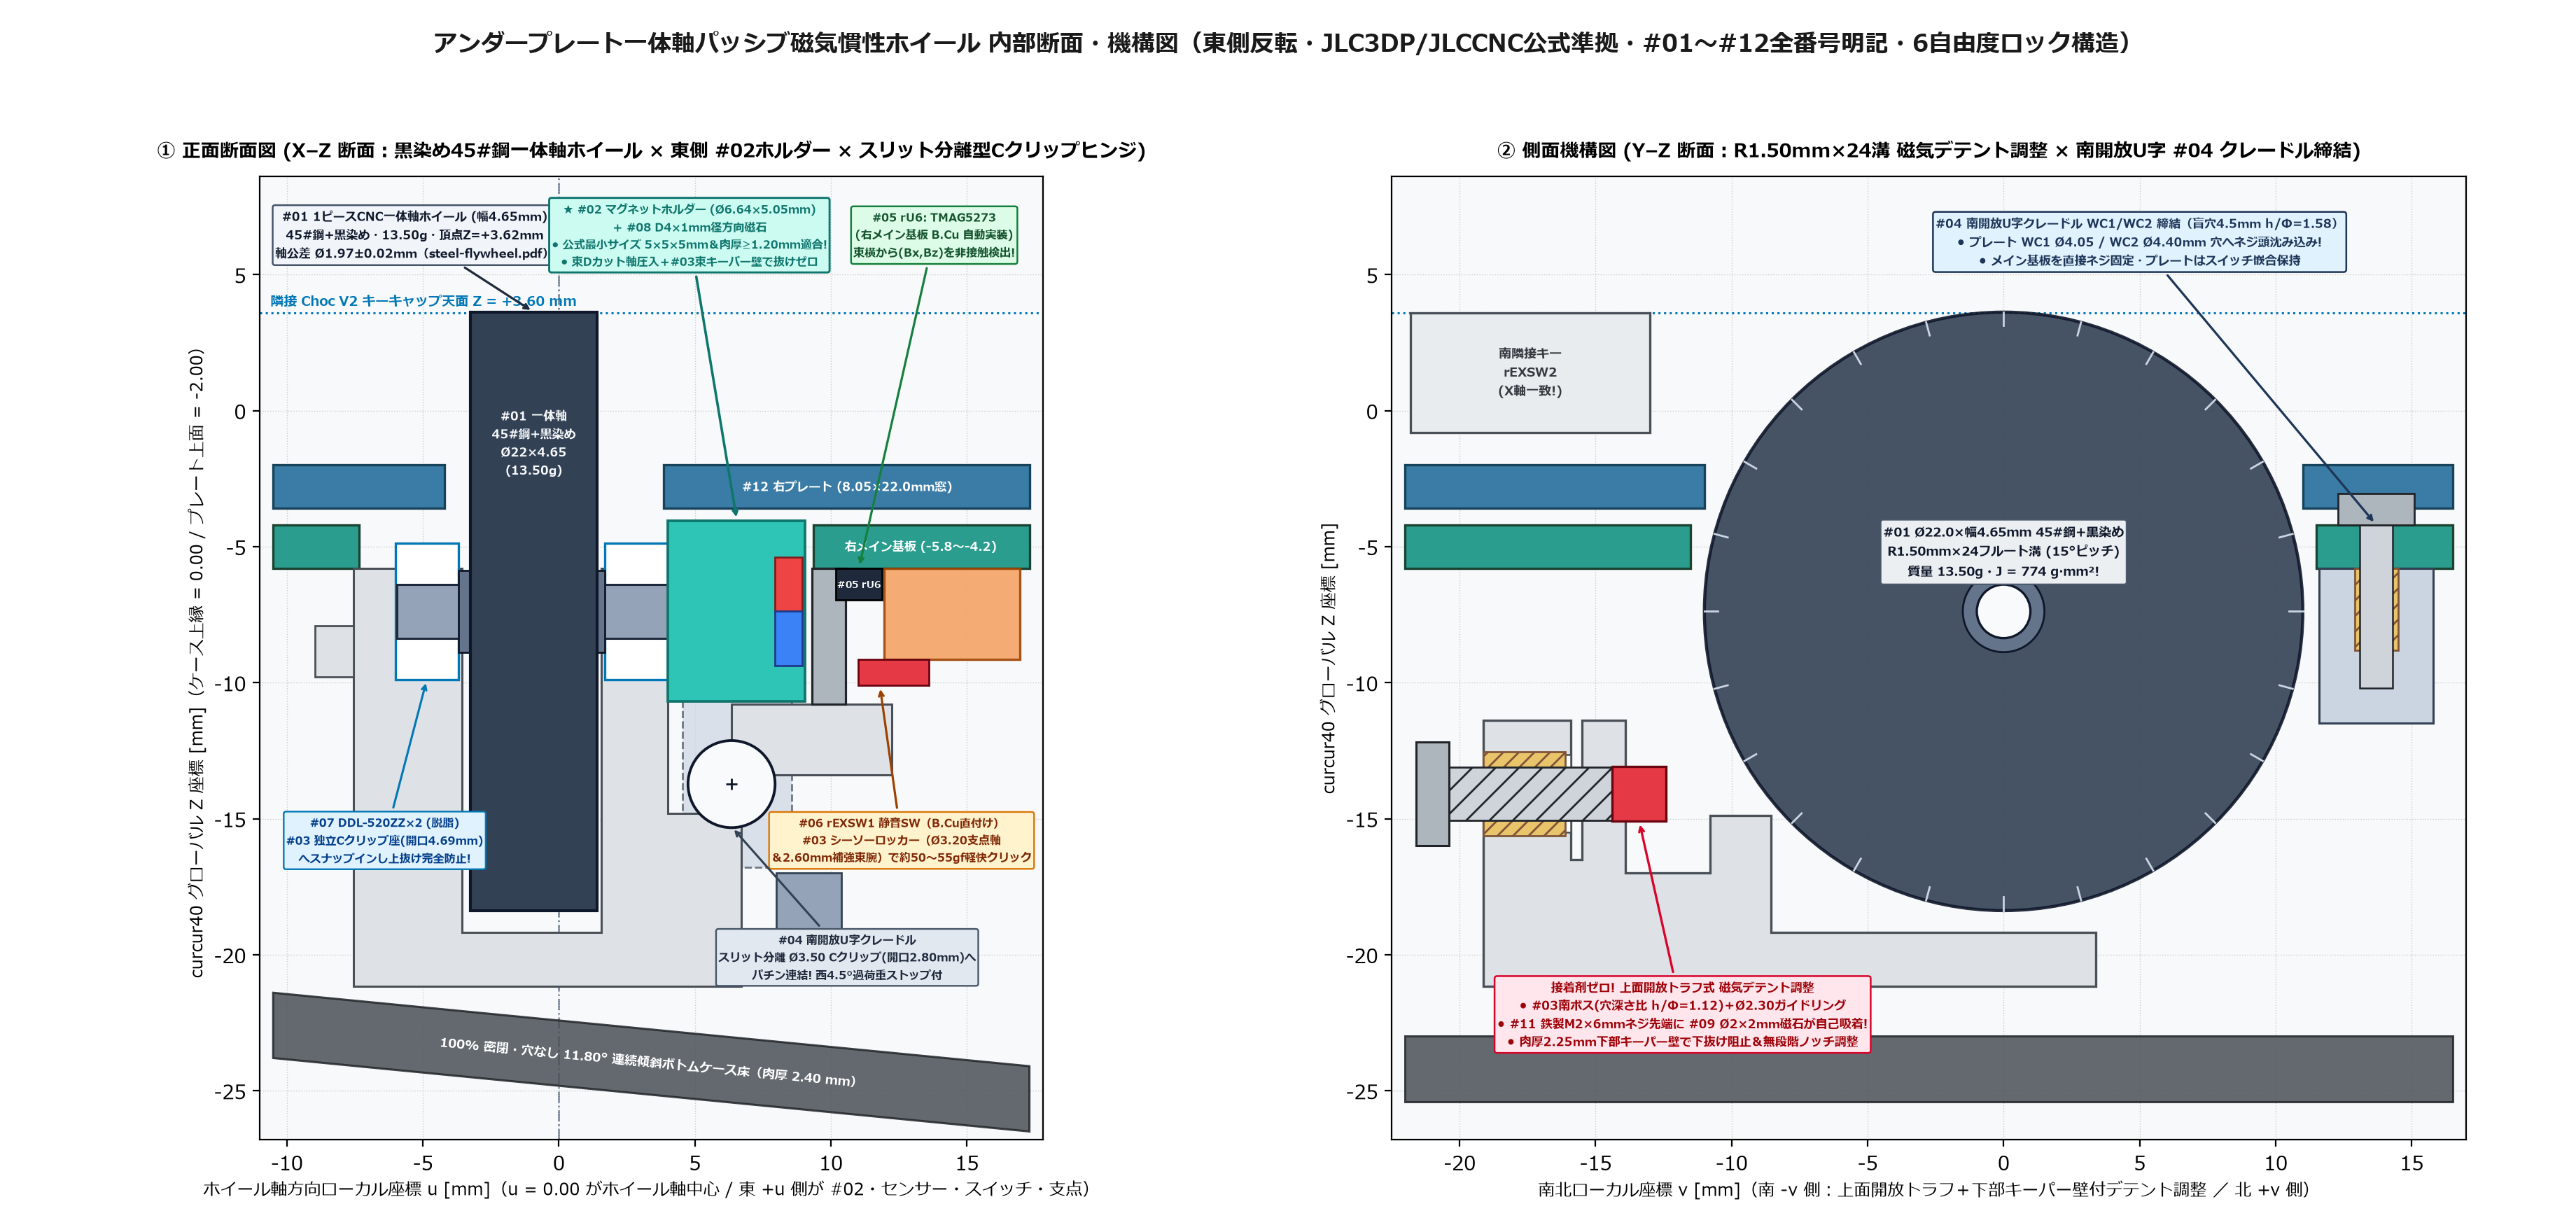 アンダープレート一体軸パッシブ磁気慣性ホイール 内部断面・機構図（東側反転・JLC3DP/JLCCNC公式準拠・#01～#12全番号明記・6自由度ロック構造）
① 正面断面図 (X−Z 断面：黒染め45#鋼一体軸ホイール × 東側 #02ホルダー × スリット分離型Cクリップヒンジ)
#01 1ピースCNC一体軸ホイール (幅4.65mm)
45#鋼+黒染め・13.50g・頂点Z=+3.62mm
軸公差 Ø1.97±0.02mm（steel-flywheel.pdf）
★ #02 マグネットホルダー (Ø6.64×5.05mm)
+ #08 D4×1mm径方向磁石
• 公式最小サイズ 5×5×5mm&肉厚≥1.20mm適合!
• 東Dカット軸圧入+#03東キーパー壁で抜けゼロ
#05 rU6: TMAG5273
(右メイン基板 B.Cu 自動実装)
東横から(Bx,Bz)を非接触検出!
隣接 Choc V2 キーキャップ天面 Z = +3.60 mm
#01 一体軸
45#鋼+黒染め
Ø22×4.65
(13.50g)
#12 右プレート (8.05×22.0mm窓)
右メイン基板 (-5.8～-4.2)
#05 rU6
#07 DDL-520ZZ×2 (脱脂)
#03 独立Cクリップ座(開口4.69mm)
へスナップインし上抜け完全防止!
#06 rEXSW1 静音SW（B.Cu直付け）
#03 シーソーロッカー（Ø3.20支点軸
&2.60mm補強東腕）で約50～55gf軽快クリック
#04 南開放U字クレードル
スリット分離 Ø3.50 Cクリップ(開口2.80mm)へ
パチン連結! 西4.5°過荷重ストップ付
100% 密閉・穴なし 11.80° 連続傾斜ボトムケース床（肉厚 2.40 mm）
curcur40 グローバル Z 座標 [mm]（ケース上縁 = 0.00 / プレート上面 = -2.00）
5
0
-5
-10
-15
-20
-25
-10
-5
0
5
10
15
ホイール軸方向ローカル座標 u [mm]（u = 0.00 がホイール軸中心 / 東 +u 側が #02・センサー・スイッチ・支点）
② 側面機構図 (Y−Z 断面：R1.50mm×24溝 磁気デテント調整 × 南開放U字 #04 クレードル締結)
#04 南開放U字クレードル WC1/WC2 締結（盲穴4.5mm h/Φ=1.58）
• プレート WC1 Ø4.05 / WC2 Ø4.40mm 穴へネジ頭沈み込み!
• メイン基板を直接ネジ固定・プレートはスイッチ嵌合保持
南隣接キー
rEXSW2
(X軸一致!)
#01 Ø22.0×幅4.65mm 45#鋼+黒染め
R1.50mm×24フルート溝 (15°ピッチ)
質量 13.50g・J = 774 g·mm²!
接着剤ゼロ! 上面開放トラフ式 磁気デテント調整
• #03南ボス(穴深さ比 h/Φ=1.12)+Ø2.30ガイドリング
• #11 鉄製M2×6mmネジ先端に #09 Ø2×2mm磁石が自己吸着!
• 肉厚2.25mm下部キーパー壁で下抜け阻止&無段階ノッチ調整
curcur40 グローバル Z 座標 [mm]
5
0
-5
-10
-15
-20
-25
-20
-15
-10
-5
0
5
10
15
南北ローカル座標 v [mm]（南 -v 側：上面開放トラフ+下部キーパー壁付デテント調整 ／ 北 +v 側）